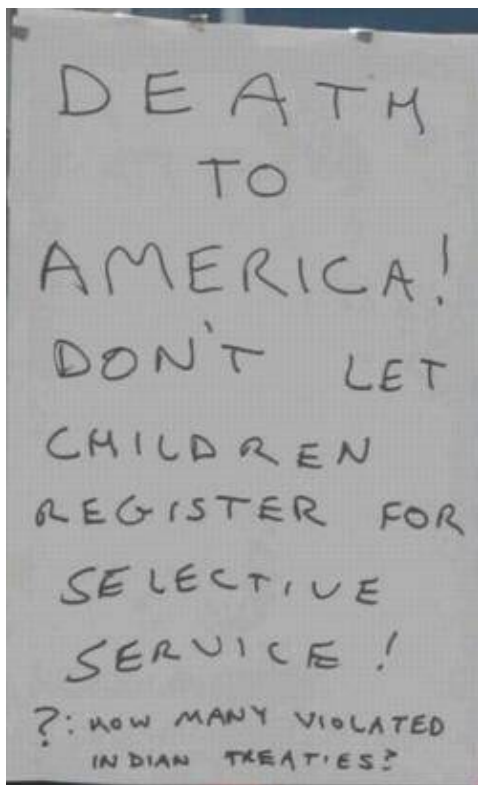 DEATH
TO
AMERICA!
DON'T LET
CHILDREN
REGISTER FOR
SELECTIVE
SERVICE!
?: HOW MANY VIOLATED
INDIAN TREATIES?